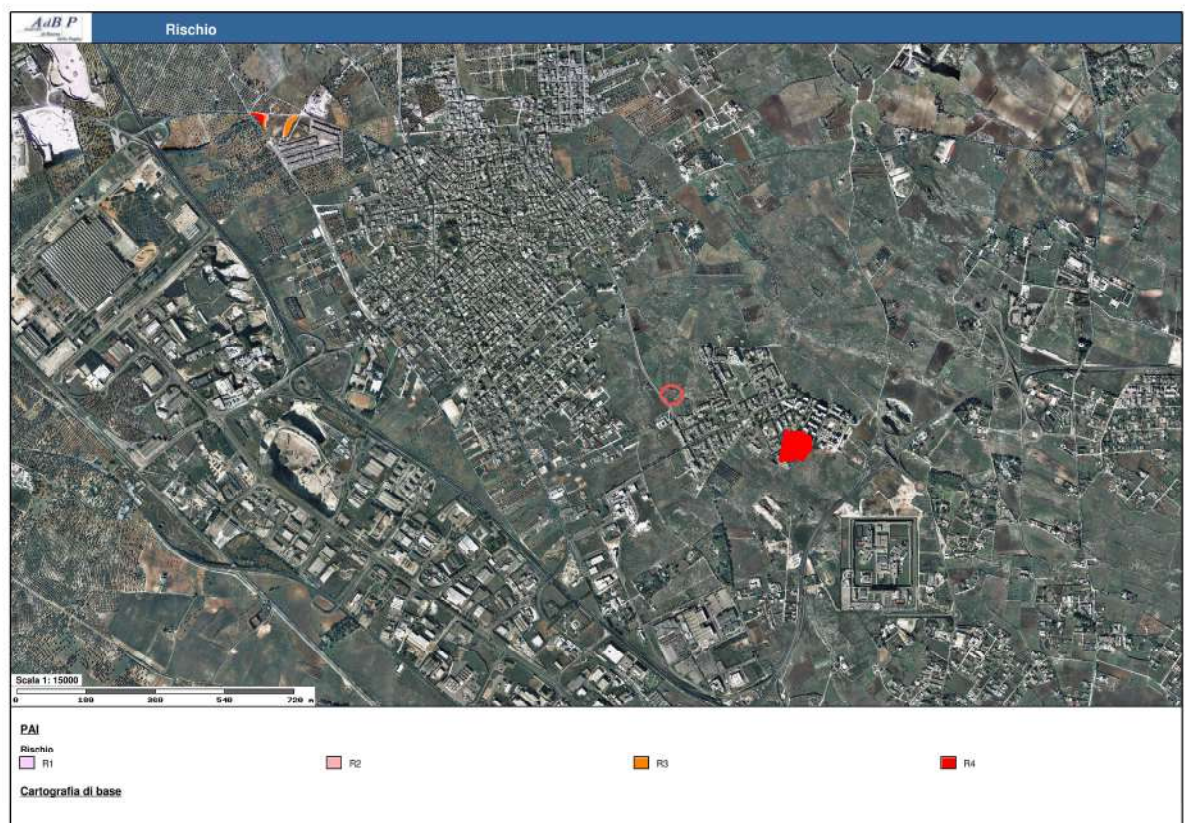 AdB P
Rischio
Scala 1: 15000
0 180 360 540 720 m
PAI
Rischio
R1 R2 R3 R4
Cartografia di base